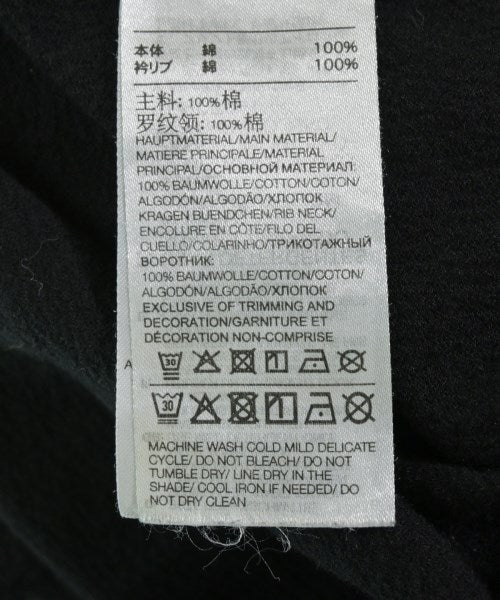 本体 綿 100%
衿リブ 綿 100%
主料: 100%棉
罗纹领: 100%棉
HAUPTMATERIAL/MAIN MATERIAL/
MATIERE PRINCIPALE/MATERIAL
PRINCIPAL/ОСНОВНОЙ МАТЕРИАЛ:
100% BAUMWOLLE/COTTON/COTON/
ALGODÓN/ALGODÃO/ХЛОПОК
KRAGEN BUENDCHEN/RIB NECK/
ENCOLURE EN CÔTE/FILO DEL
CUELLO/COLARINHO/ТРИКОТАЖНЫЙ
ВОРОТНИК:
100% BAUMWOLLE/COTTON/COTON/
ALGODÓN/ALGODÃO/ХЛОПОК
EXCLUSIVE OF TRIMMING AND
DECORATION/GARNITURE ET
DÉCORATION NON-COMPRISE
A 30
30
MACHINE WASH COLD MILD DELICATE
CYCLE/ DO NOT BLEACH/ DO NOT
TUMBLE DRY/ LINE DRY IN THE
SHADE/ COOL IRON IF NEEDED/ DO
NOT DRY CLEAN